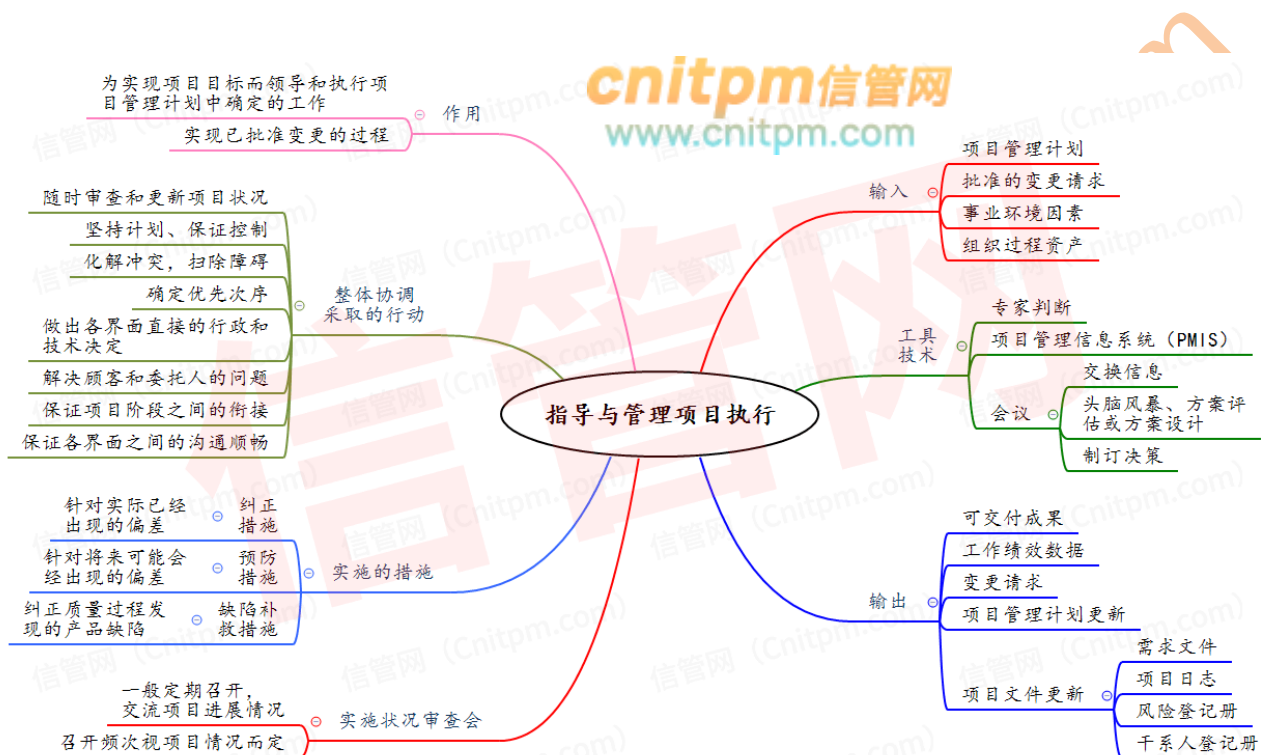 cnitpm信管网
www.cnitpm.com
指导与管理项目执行
作用
为实现项目目标而领导和执行项
目管理计划中确定的工作
实现已批准变更的过程
整体协调
采取的行动
随时审查和更新项目状况
坚持计划、保证控制
化解冲突，扫除障碍
确定优先次序
做出各界面直接的行政和
技术决定
解决顾客和委托人的问题
保证项目阶段之间的衔接
保证各界面之间的沟通顺畅
实施的措施
纠正
措施
针对实际已经
出现的偏差
预防
措施
针对将来可能会
经出现的偏差
缺陷补
救措施
纠正质量过程发
现的产品缺陷
实施状况审查会
一般定期召开，
交流项目进展情况
召开频次视项目情况而定
输入
项目管理计划
批准的变更请求
事业环境因素
组织过程资产
工具
技术
专家判断
项目管理信息系统（PMIS）
会议
交换信息
头脑风暴、方案评
估或方案设计
制订决策
输出
可交付成果
工作绩效数据
变更请求
项目管理计划更新
项目文件更新
需求文件
项目日志
风险登记册
干系人登记册
信管网
信管网（Cnitpm.com）